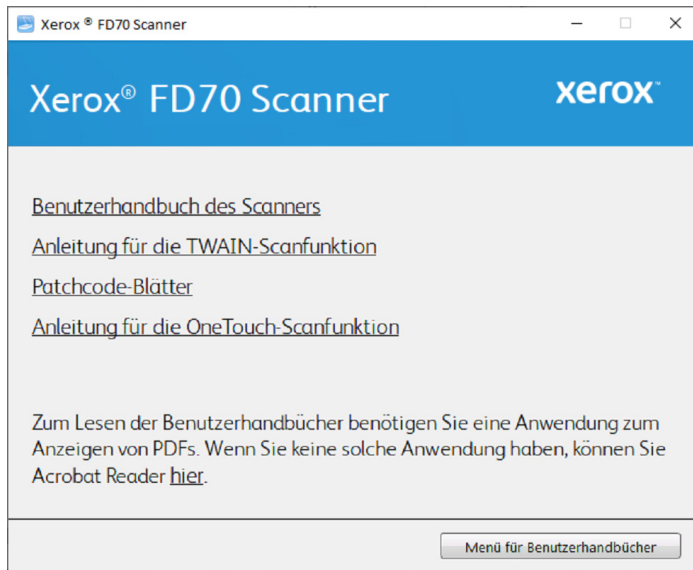 Xerox ® FD70 Scanner
Xerox® FD70 Scanner
xerox™
Benutzerhandbuch des Scanners
Anleitung für die TWAIN-Scanfunktion
Patchcode-Blätter
Anleitung für die OneTouch-Scanfunktion
Zum Lesen der Benutzerhandbücher benötigen Sie eine Anwendung zum
Anzeigen von PDFs. Wenn Sie keine solche Anwendung haben, können Sie
Acrobat Reader hier.
Menü für Benutzerhandbücher